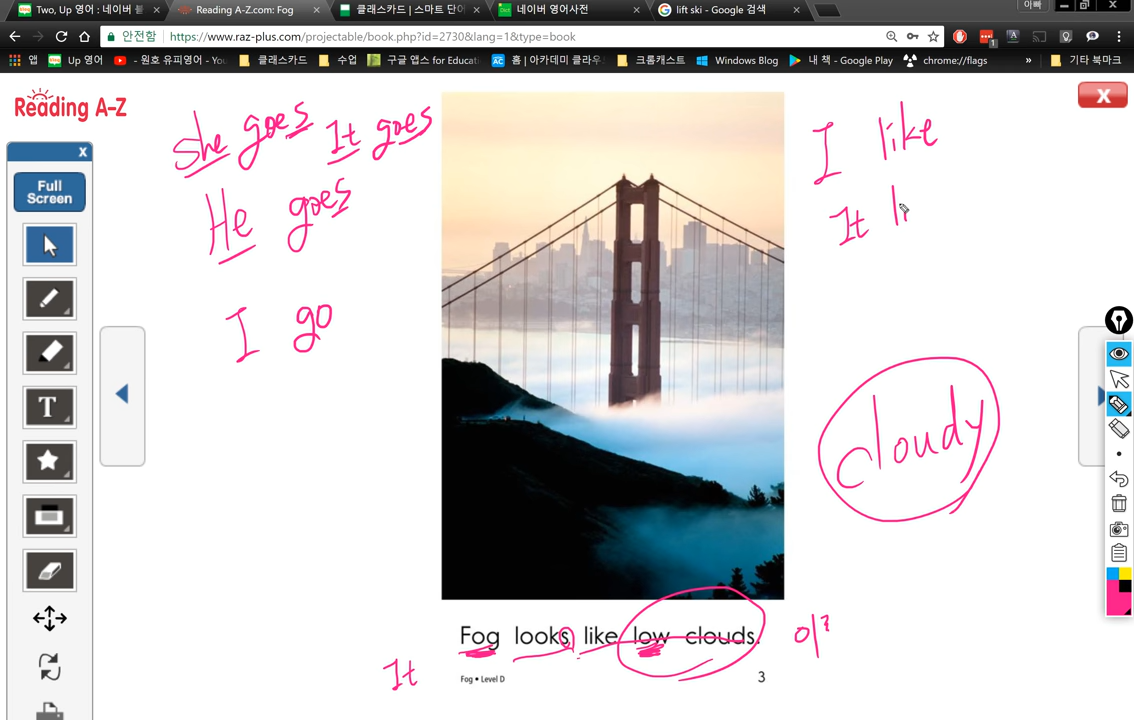 Two, Up 영어 : 네이버 블
Reading A-Z.com: Fog
클래스카드 | 스마트 단어
네이버 영어사전
lift ski - Google 검색
아빠
안전함 | https://www.raz-plus.com/projectable/book.php?id=2730&lang=1&type=book
앱
Up 영어
- 원호 유피영어 - You
클래스카드
수업
구글 앱스 for Educati
홈 | 아카데미 클라우
크롬캐스트
Windows Blog
내 책 - Google Play
chrome://flags
»
기타 북마크
Reading A-Z
X
x
Full
Screen
T
She goes It goes
He goes
I go
I like
It li
cloudy
Fog looks like low clouds.
이?
It
Fog • Level D
3